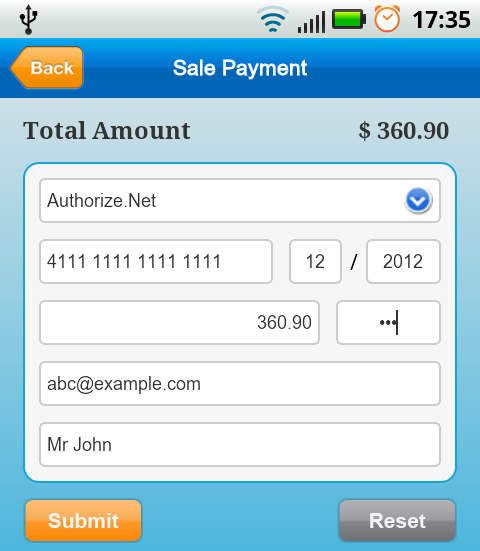 17:35
Back Sale Payment
Total Amount $ 360.90
Authorize.Net
4111 1111 1111 1111 12 / 2012
360.90 •••
abc@example.com
Mr John
Submit Reset